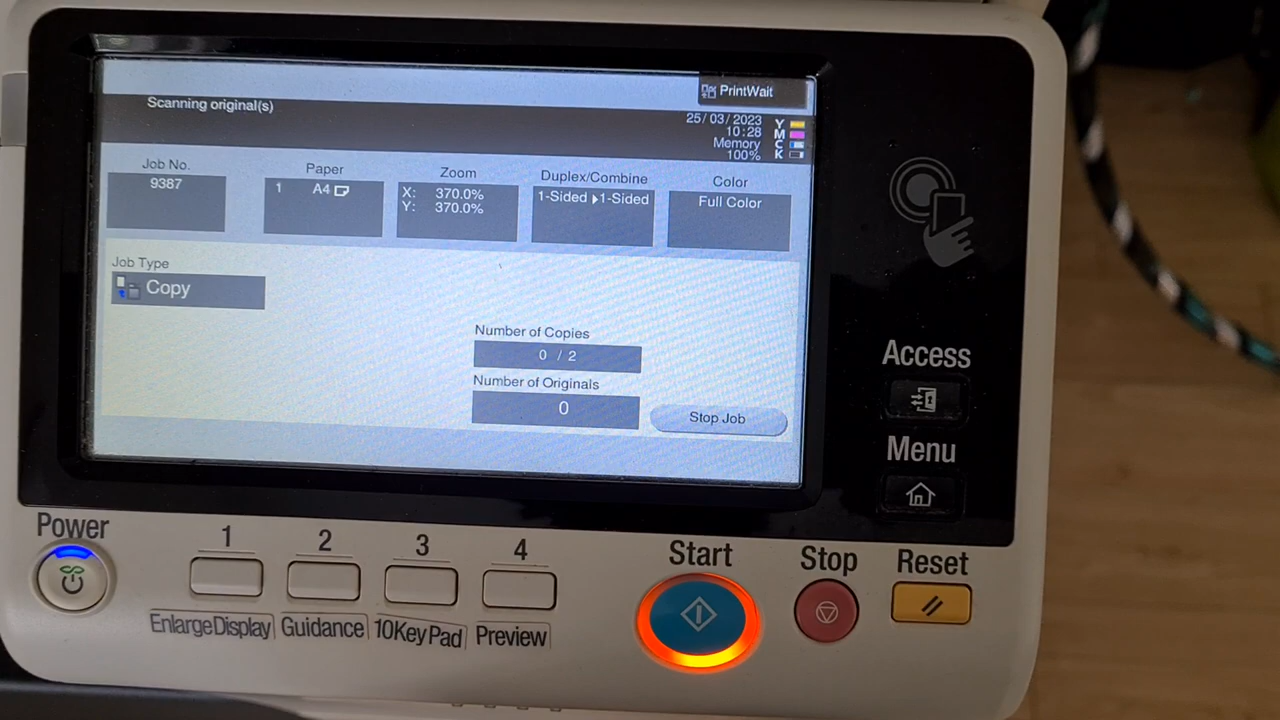 PrintWait
Scanning original(s)
25/03/2023
10:28
Memory
100%
Y
M
C
K
Job No.
9387
Paper
1 A4
Zoom
X: 370.0%
Y: 370.0%
Duplex/Combine
1-Sided 1-Sided
Color
Full Color
Job Type
Copy
Number of Copies
0 / 2
Number of Originals
0
Stop Job
Access
Menu
Power
1
2
3
4
Start
Stop
Reset
EnlargeDisplay
Guidance
10KeyPad
Preview